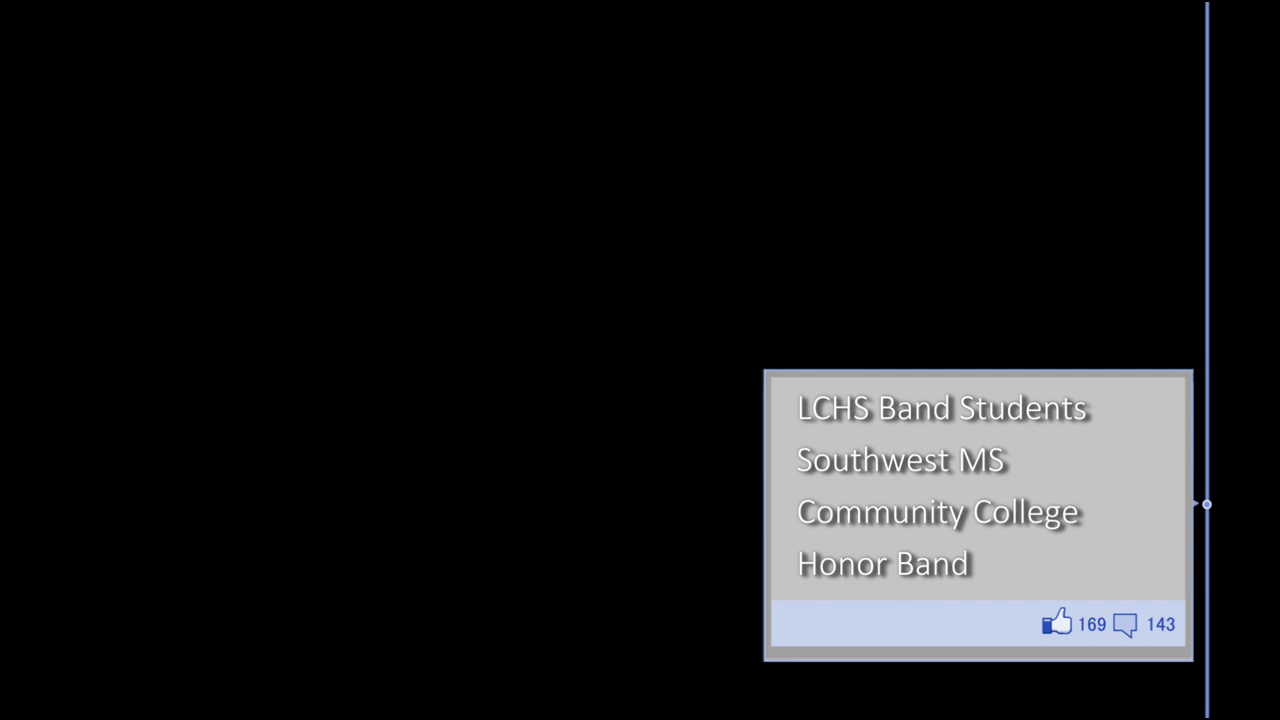 LCHS Band Students
Southwest MS
Community College
Honor Band
169 143